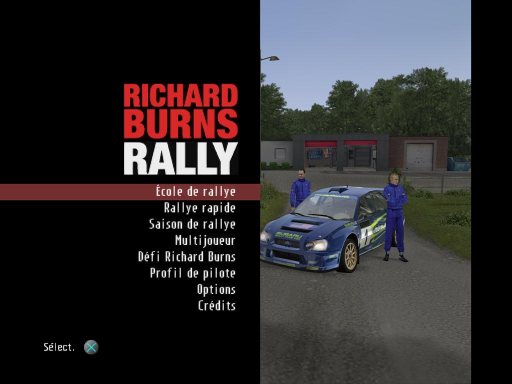 RICHARD
BURNS
RALLY
École de rallye
Rallye rapide
Saison de rallye
Multijoueur
Défi Richard Burns
Profil de pilote
Options
Crédits
Sélect.
SUBARU